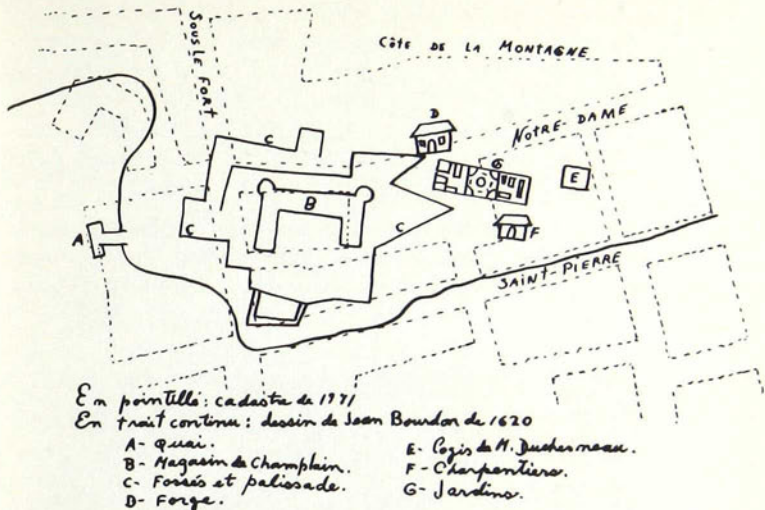 SOUS LE FORT
CÔTE DE LA MONTAGNE
NOTRE-DAME
SAINT-PIERRE
A
B
C
C
C
D
E
F
G
En pointillé: cadastre de 1971
En trait continu: dessin de Jean Bourdon de 1620
A- Quai.
B- Magasin de Champlain.
C- Fossés et palissade.
D- Forge.
E- Logis de M. Duchesneau.
F- Charpentiers.
G- Jardins.